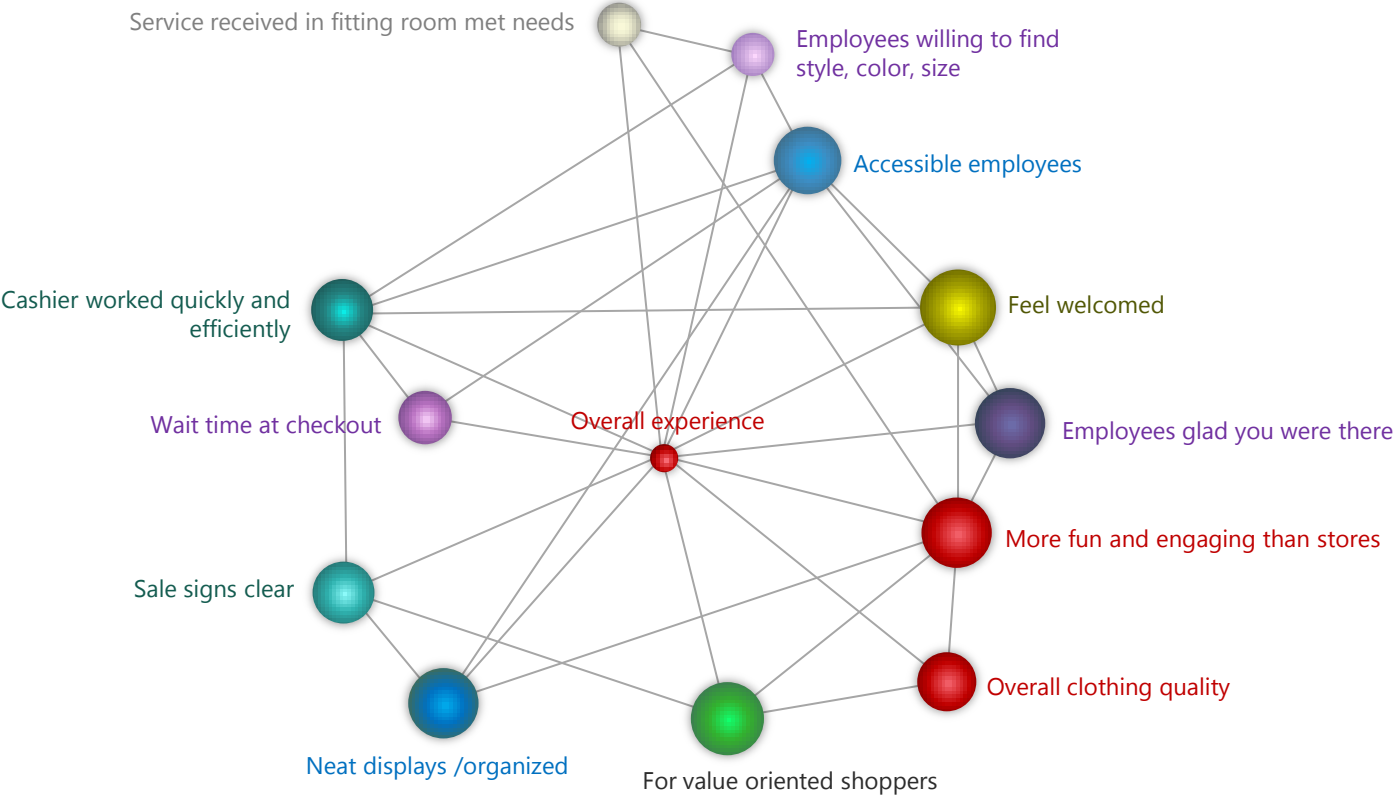 Service received in fitting room met needs
Employees willing to find
style, color, size
Accessible employees
Cashier worked quickly and
efficiently
Feel welcomed
Wait time at checkout
Overall experience
Employees glad you were there
More fun and engaging than stores
Sale signs clear
Overall clothing quality
Neat displays /organized
For value oriented shoppers